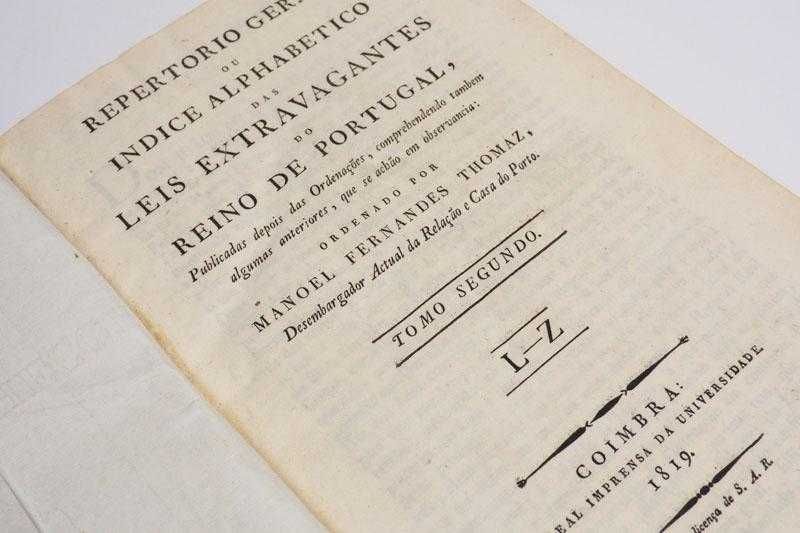 REPERTORIO GER
OU
INDICE ALPHABETICO
DAS
LEIS EXTRAVAGANTES
DO
REINO DE PORTUGAL,
Publicadas depois das Ordenações, comprehendendo tambem
algumas anteriores, que se achão em observancia:
ORDENADO POR
MANOEL FERNANDES THOMAZ,
Desembargador Actual da Relação e Casa do Porto.
TOMO SEGUNDO.
L—Z
COIMBRA:
EAL IMPRENSA DA UNIVERSIDADE.
1819.
licença de S. A. R.